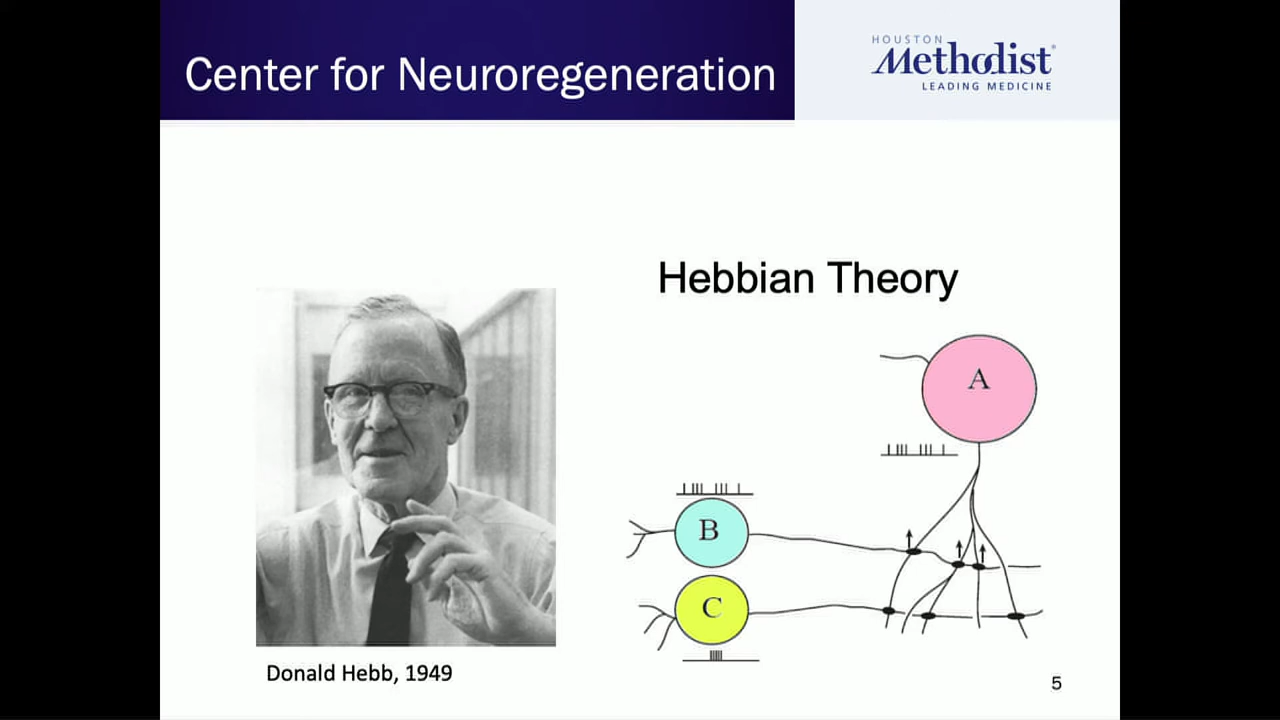 Center for Neuroregeneration
HOUSTON
Methodist®
LEADING MEDICINE
Hebbian Theory
A
B
C
Donald Hebb, 1949
5